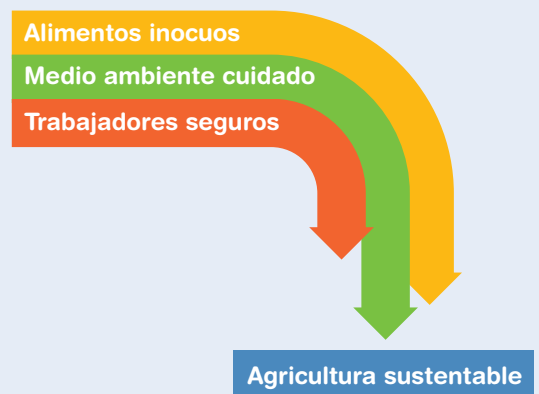 Alimentos inocuos
Medio ambiente cuidado
Trabajadores seguros
Agricultura sustentable